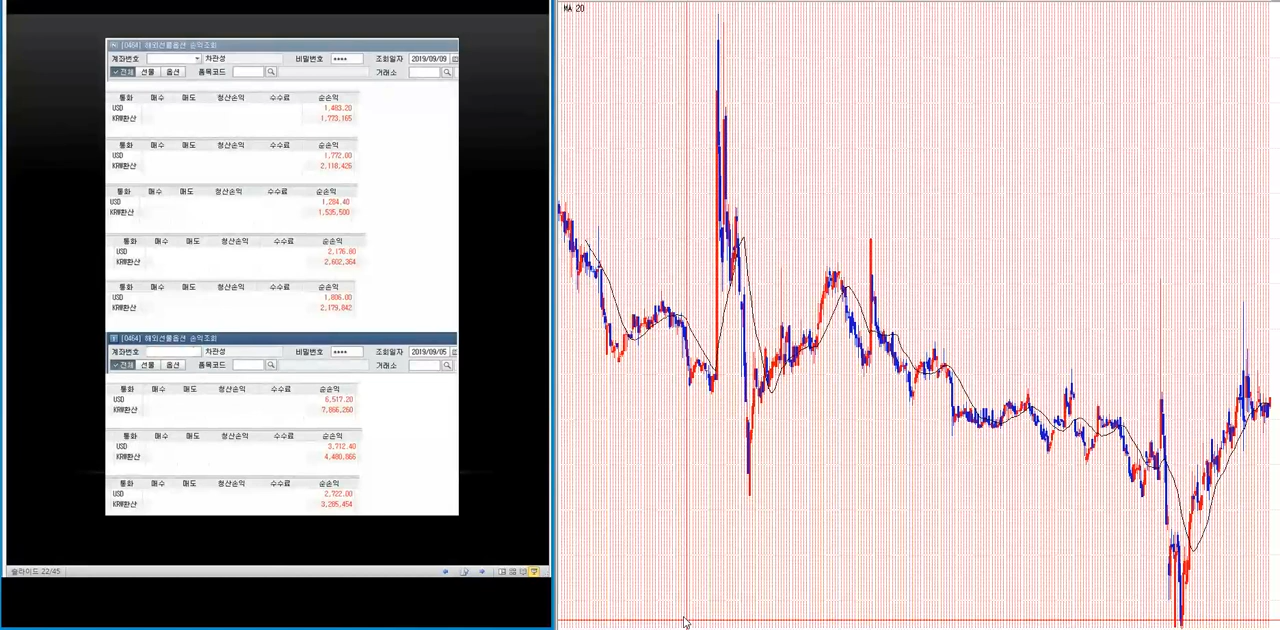 [0464] 해외선물옵션 손익조회
계좌번호 차판성 비밀번호 **** 조회일자 2019/09/09
전체 선물 옵션 품목코드 거래소
통화 매수 매도 청산손익 수수료 순손익
USD 1,483.20
KRW환산 1,773,165
통화 매수 매도 청산손익 수수료 순손익
USD 1,772.00
KRW환산 2,118,426
통화 매수 매도 청산손익 수수료 순손익
USD 1,284.40
KRW환산 1,535,500
통화 매수 매도 청산손익 수수료 순손익
USD 2,176.80
KRW환산 2,602,364
통화 매수 매도 청산손익 수수료 순손익
USD 1,806.00
KRW환산 2,179,842
[0464] 해외선물옵션 손익조회
계좌번호 차판성 비밀번호 **** 조회일자 2019/09/05
전체 선물 옵션 품목코드 거래소
통화 매수 매도 청산손익 수수료 순손익
USD 6,517.20
KRW환산 7,866,260
통화 매수 매도 청산손익 수수료 순손익
USD 3,712.40
KRW환산 4,480,866
통화 매수 매도 청산손익 수수료 순손익
USD 2,722.00
KRW환산 3,285,454
슬라이드 22/45
MA 20